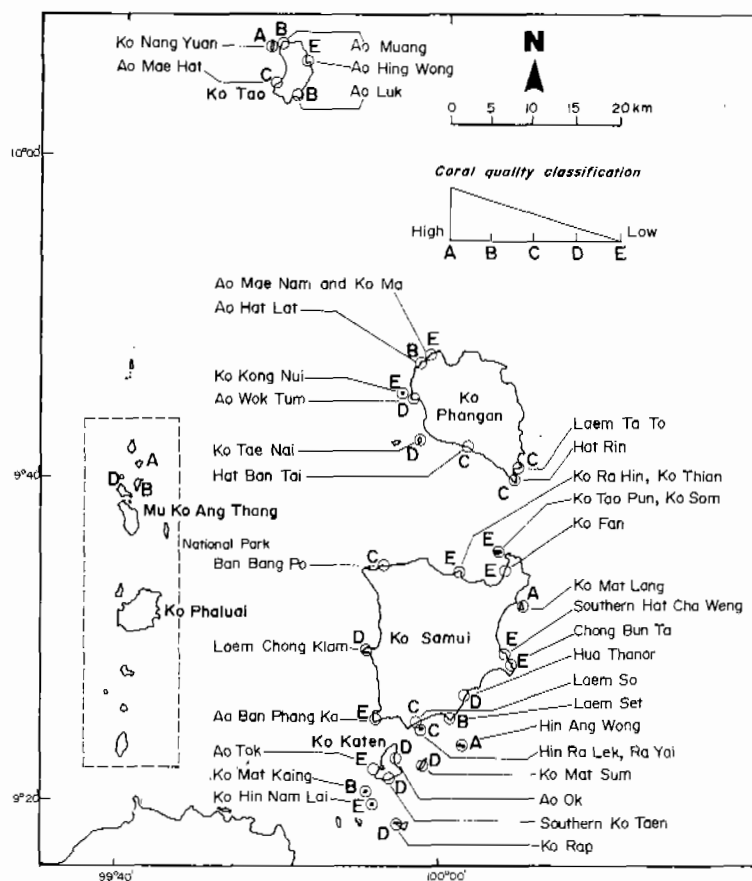 Ko Nang Yuan
A
B
Ao Muang
E
Ao Hing Wong
Ao Mae Hat
C
Ko Tao
B
Ao Luk
N
0 5 10 15 20 km
10°00'
Coral quality classification
High
Low
A B C D E
Ao Mae Nam and Ko Ma
Ao Hat Lat
E
B
Ko Kong Nui
E
Ao Wok Tum
D
Ko Phangan
Ko Tae Nai
D
Hat Ban Tai
C
Laem Ta To
C
Hat Rin
C
9°40'
A
D
B
Mu Ko Ang Thang
National Park
Ko Phaluai
Ko Ra Hin, Ko Thian
Ko Tao Pun, Ko Som
E
Ko Fan
E
E
Ban Bang Po
C
A
Ko Mat Lang
Southern Hat Cha Weng
E
Chong Bun Ta
E
Ko Samui
Laem Chong Klam
D
Hua Thanor
D
Laem So
C
Laem Set
B
Aa Ban Phang Ka
E
Hin Ang Wong
A
Hin Ra Lek, Ra Yai
C
Ko Katen
D
Ao Tok
E
D
Ko Mat Sum
Ko Mat Kaing
B
D
Ao Ok
Ko Hin Nam Lai
E
Southern Ko Taen
D
Ko Rap
9°20'
99°40'
100°00'